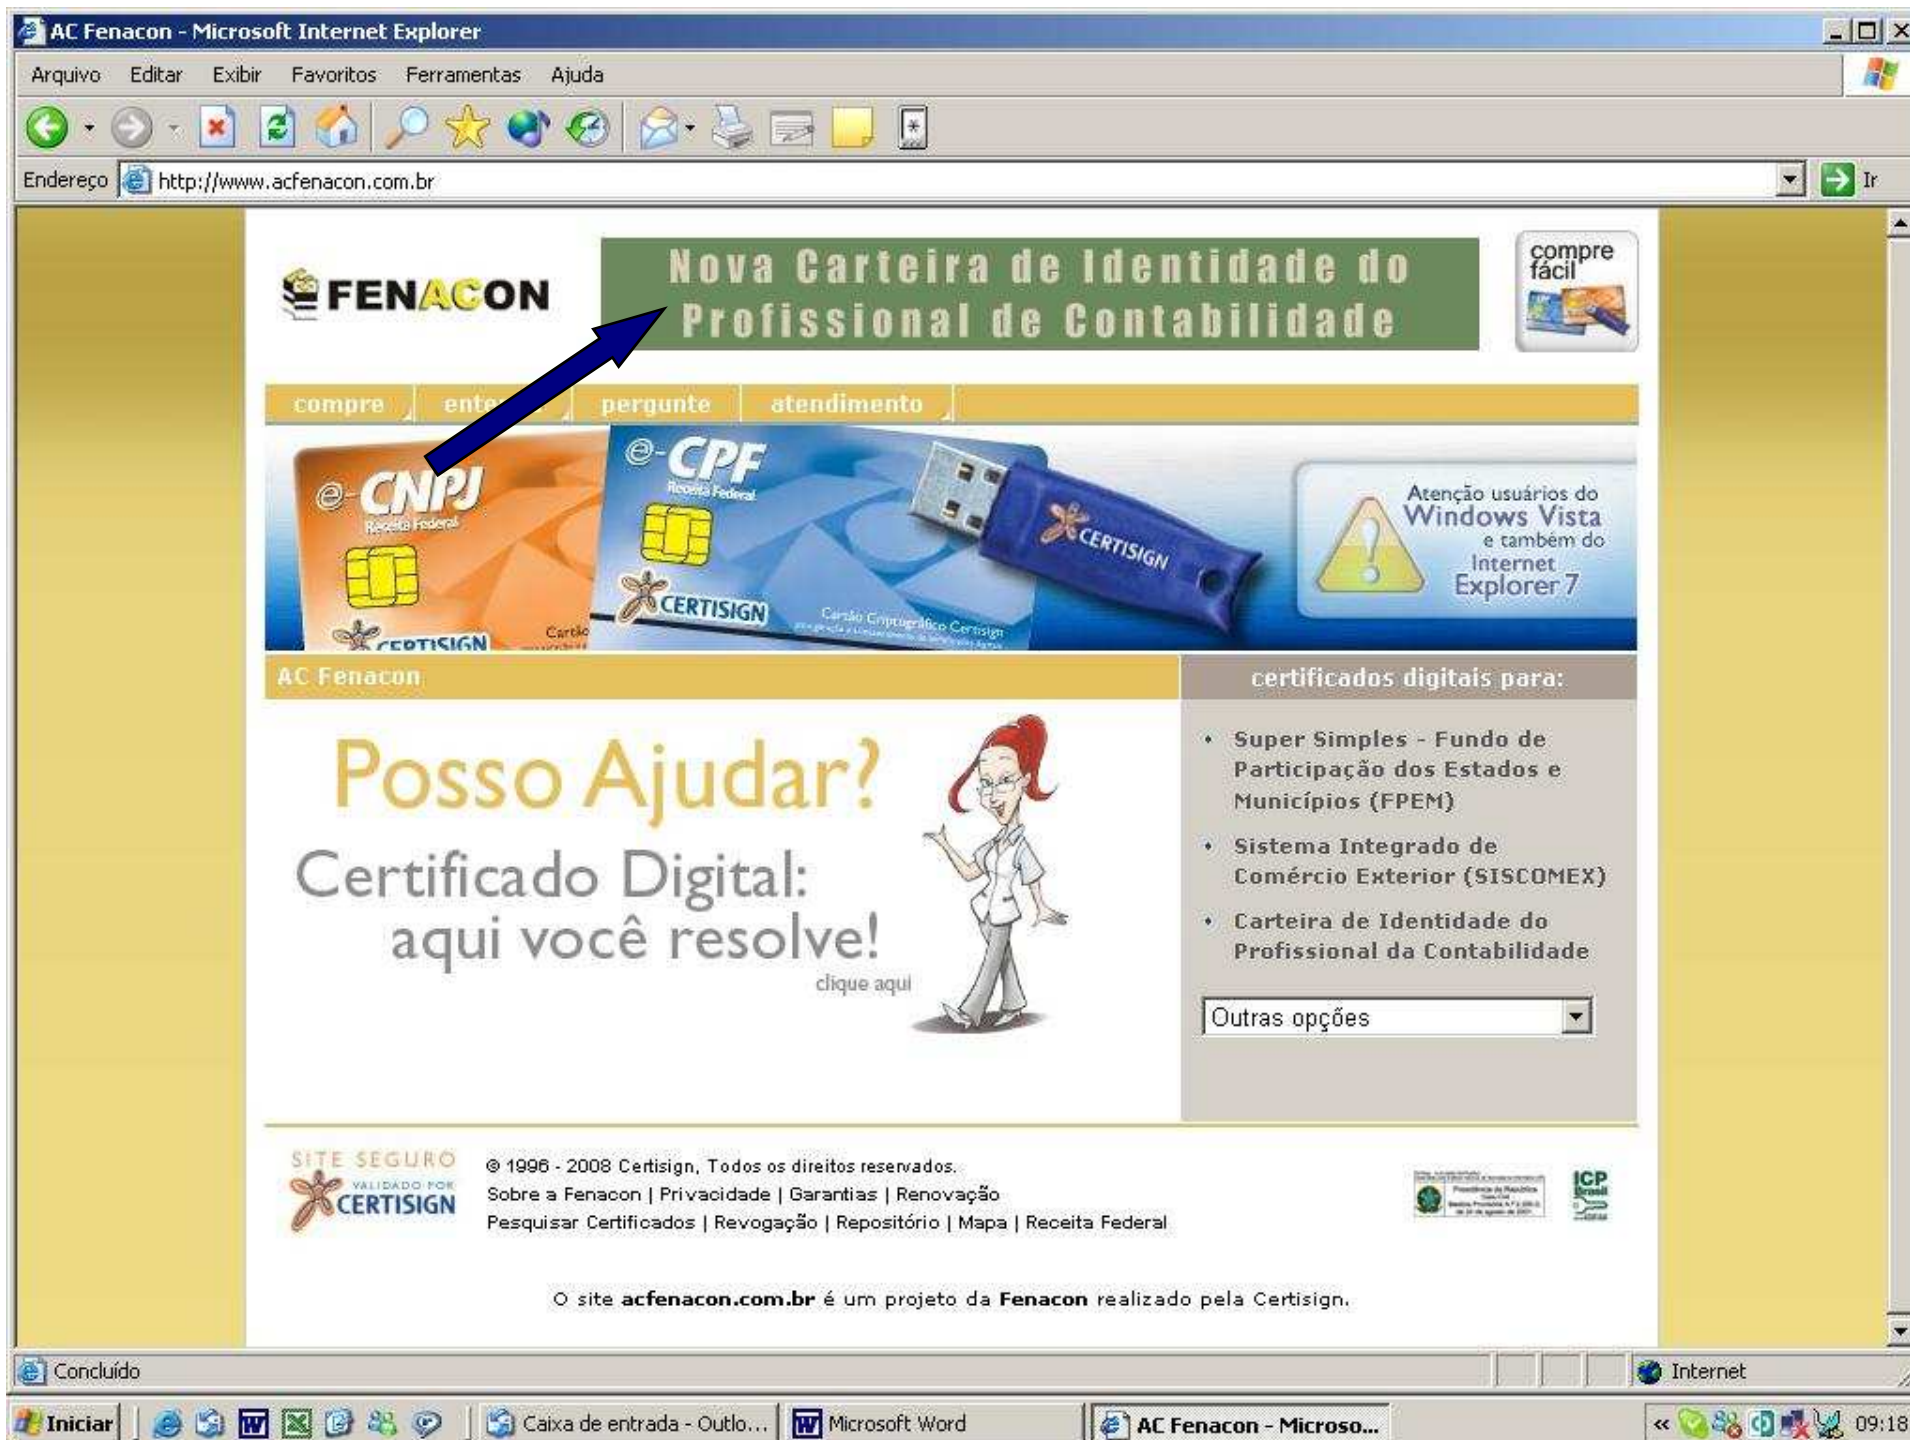 AC Fenacon - Microsoft Internet Explorer
Arquivo Editar Exibir Favoritos Ferramentas Ajuda
Endereço http://www.acfenacon.com.br Ir
FENACON
Nova Carteira de Identidade do
Profissional de Contabilidade
compre
fácil
compre pergunte atendimento
e-CNPJ
Receita Federal
CERTISIGN
e-CPF
Receita Federal
CERTISIGN
Cartão Criptográfico Certisign
CERTISIGN
Atenção usuários do
Windows Vista
e também do
Internet
Explorer 7
AC Fenacon
certificados digitais para:
Posso Ajudar?
Certificado Digital:
aqui você resolve!
clique aqui
• Super Simples - Fundo de
Participação dos Estados e
Municípios (FPEM)
• Sistema Integrado de
Comércio Exterior (SISCOMEX)
• Carteira de Identidade do
Profissional da Contabilidade
Outras opções
SITE SEGURO
VALIDADO POR
CERTISIGN
© 1996 - 2008 Certisign, Todos os direitos reservados.
Sobre a Fenacon | Privacidade | Garantias | Renovação
Pesquisar Certificados | Revogação | Repositório | Mapa | Receita Federal
ICP
Brasil
O site acfenacon.com.br é um projeto da Fenacon realizado pela Certisign.
Concluído Internet
Iniciar Caixa de entrada - Outlo... Microsoft Word AC Fenacon - Microso... « 09:18